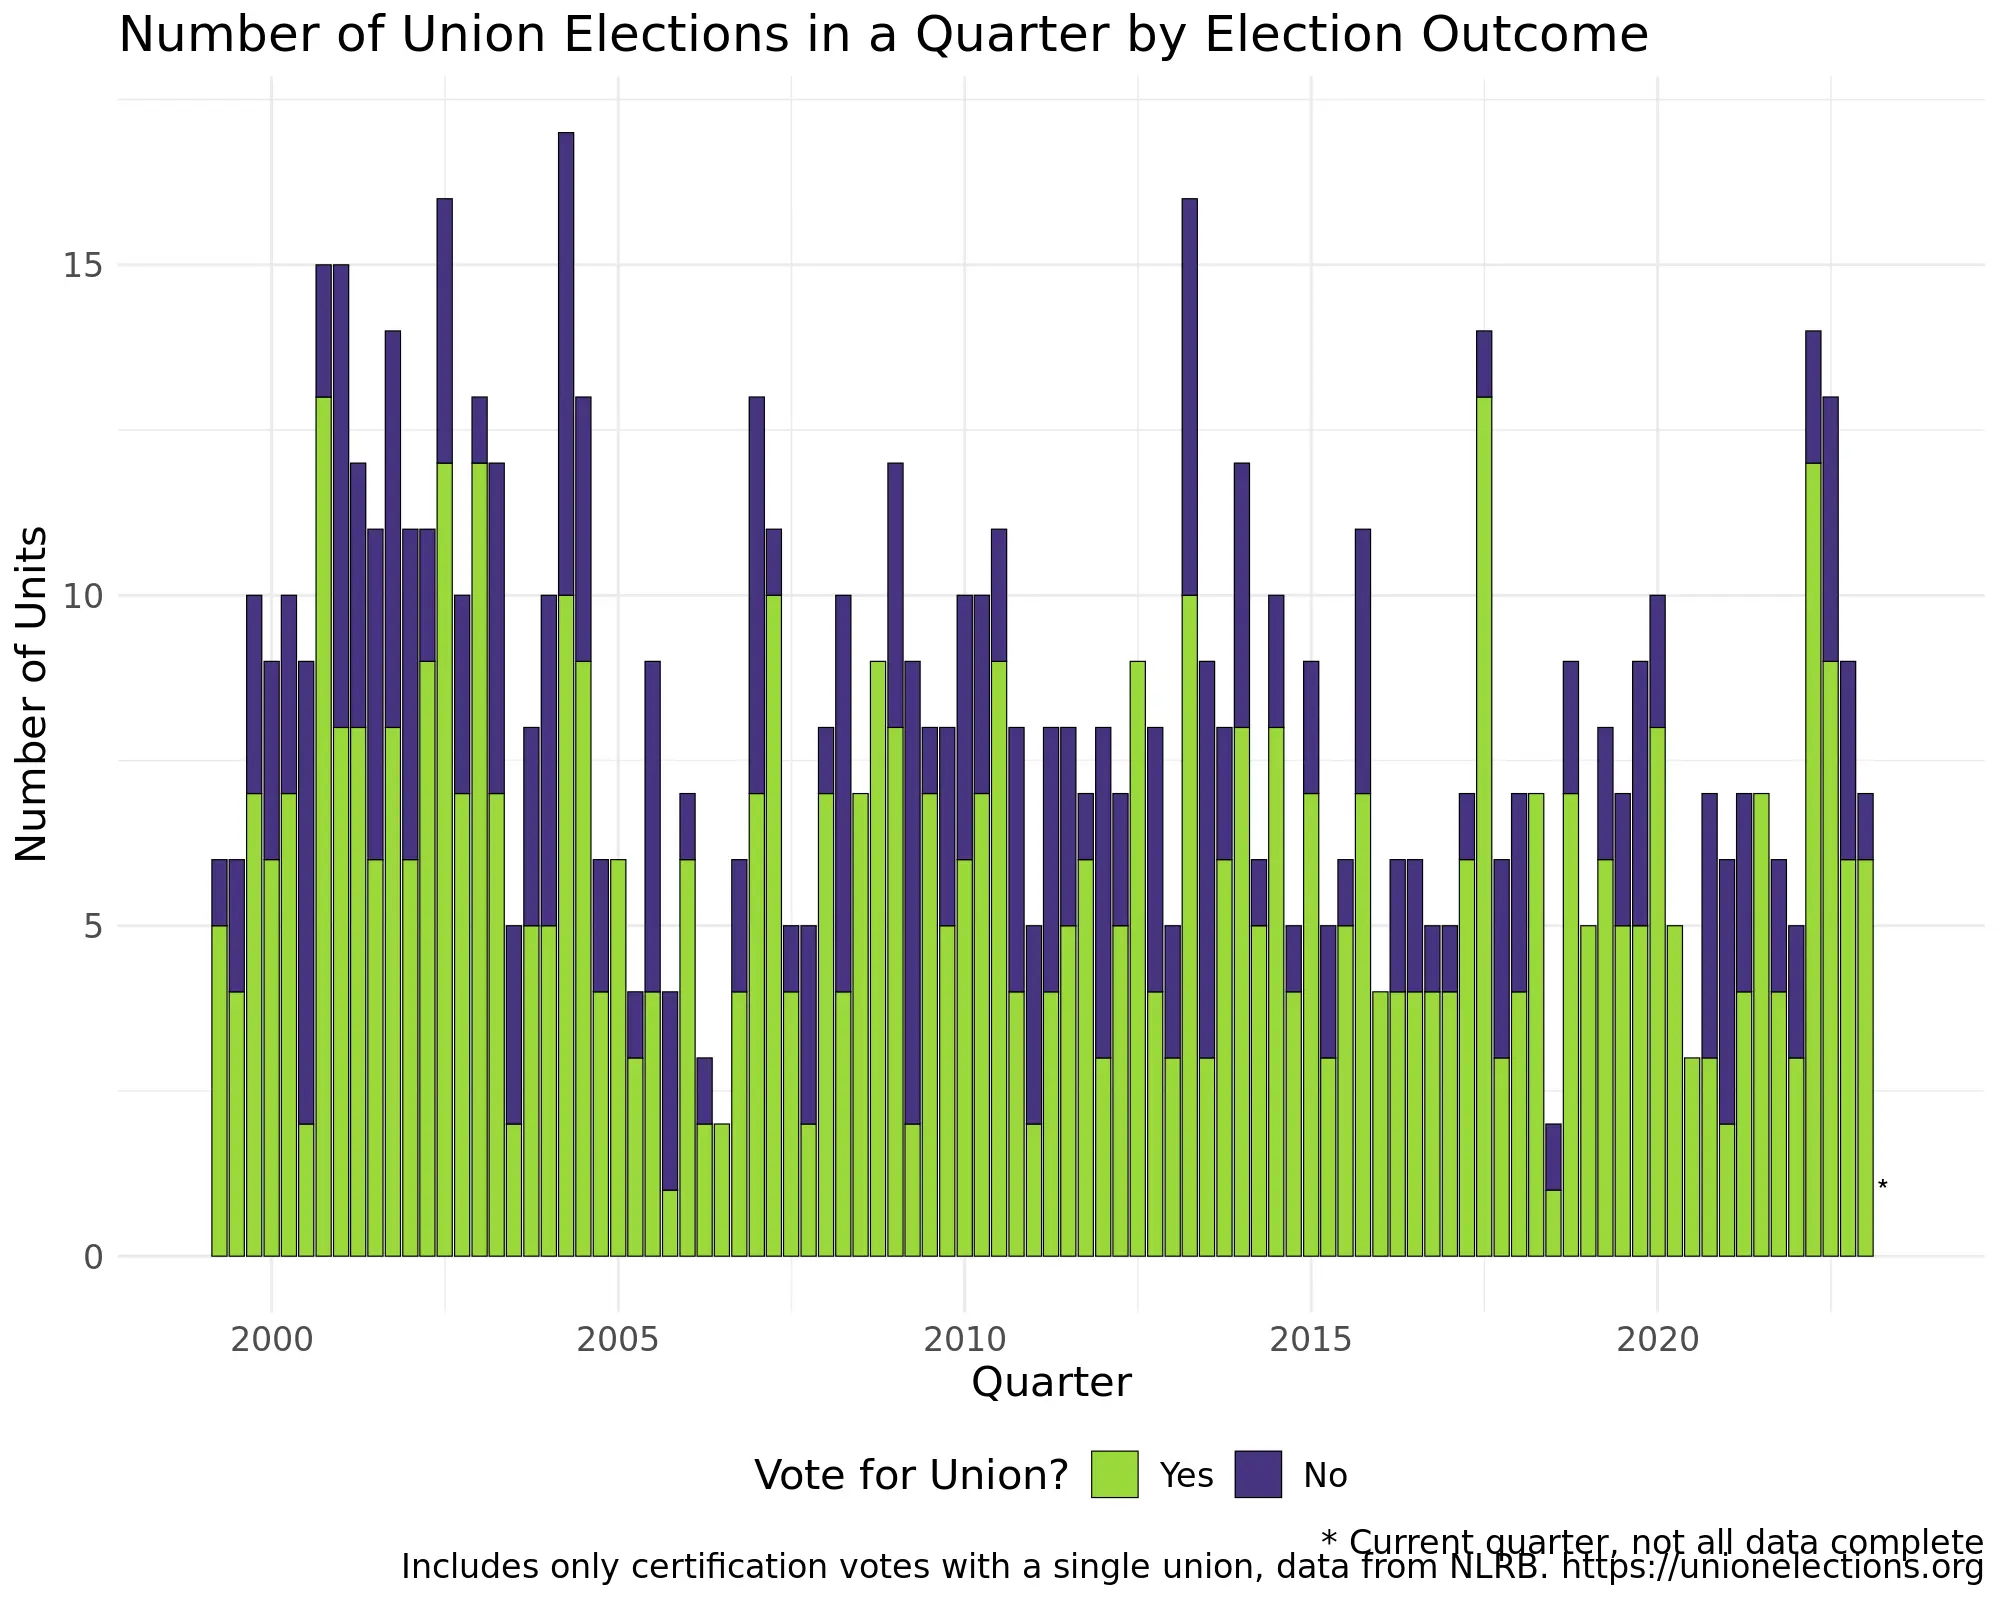 Number of Union Elections in a Quarter by Election Outcome
Number of Units
15
10
5
0
*
2000 2005 2010 2015 2020
Quarter
Vote for Union? Yes No
* Current quarter, not all data complete
Includes only certification votes with a single union, data from NLRB. https://unionelections.org